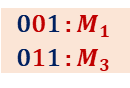 001 : M₁
011 : M₃